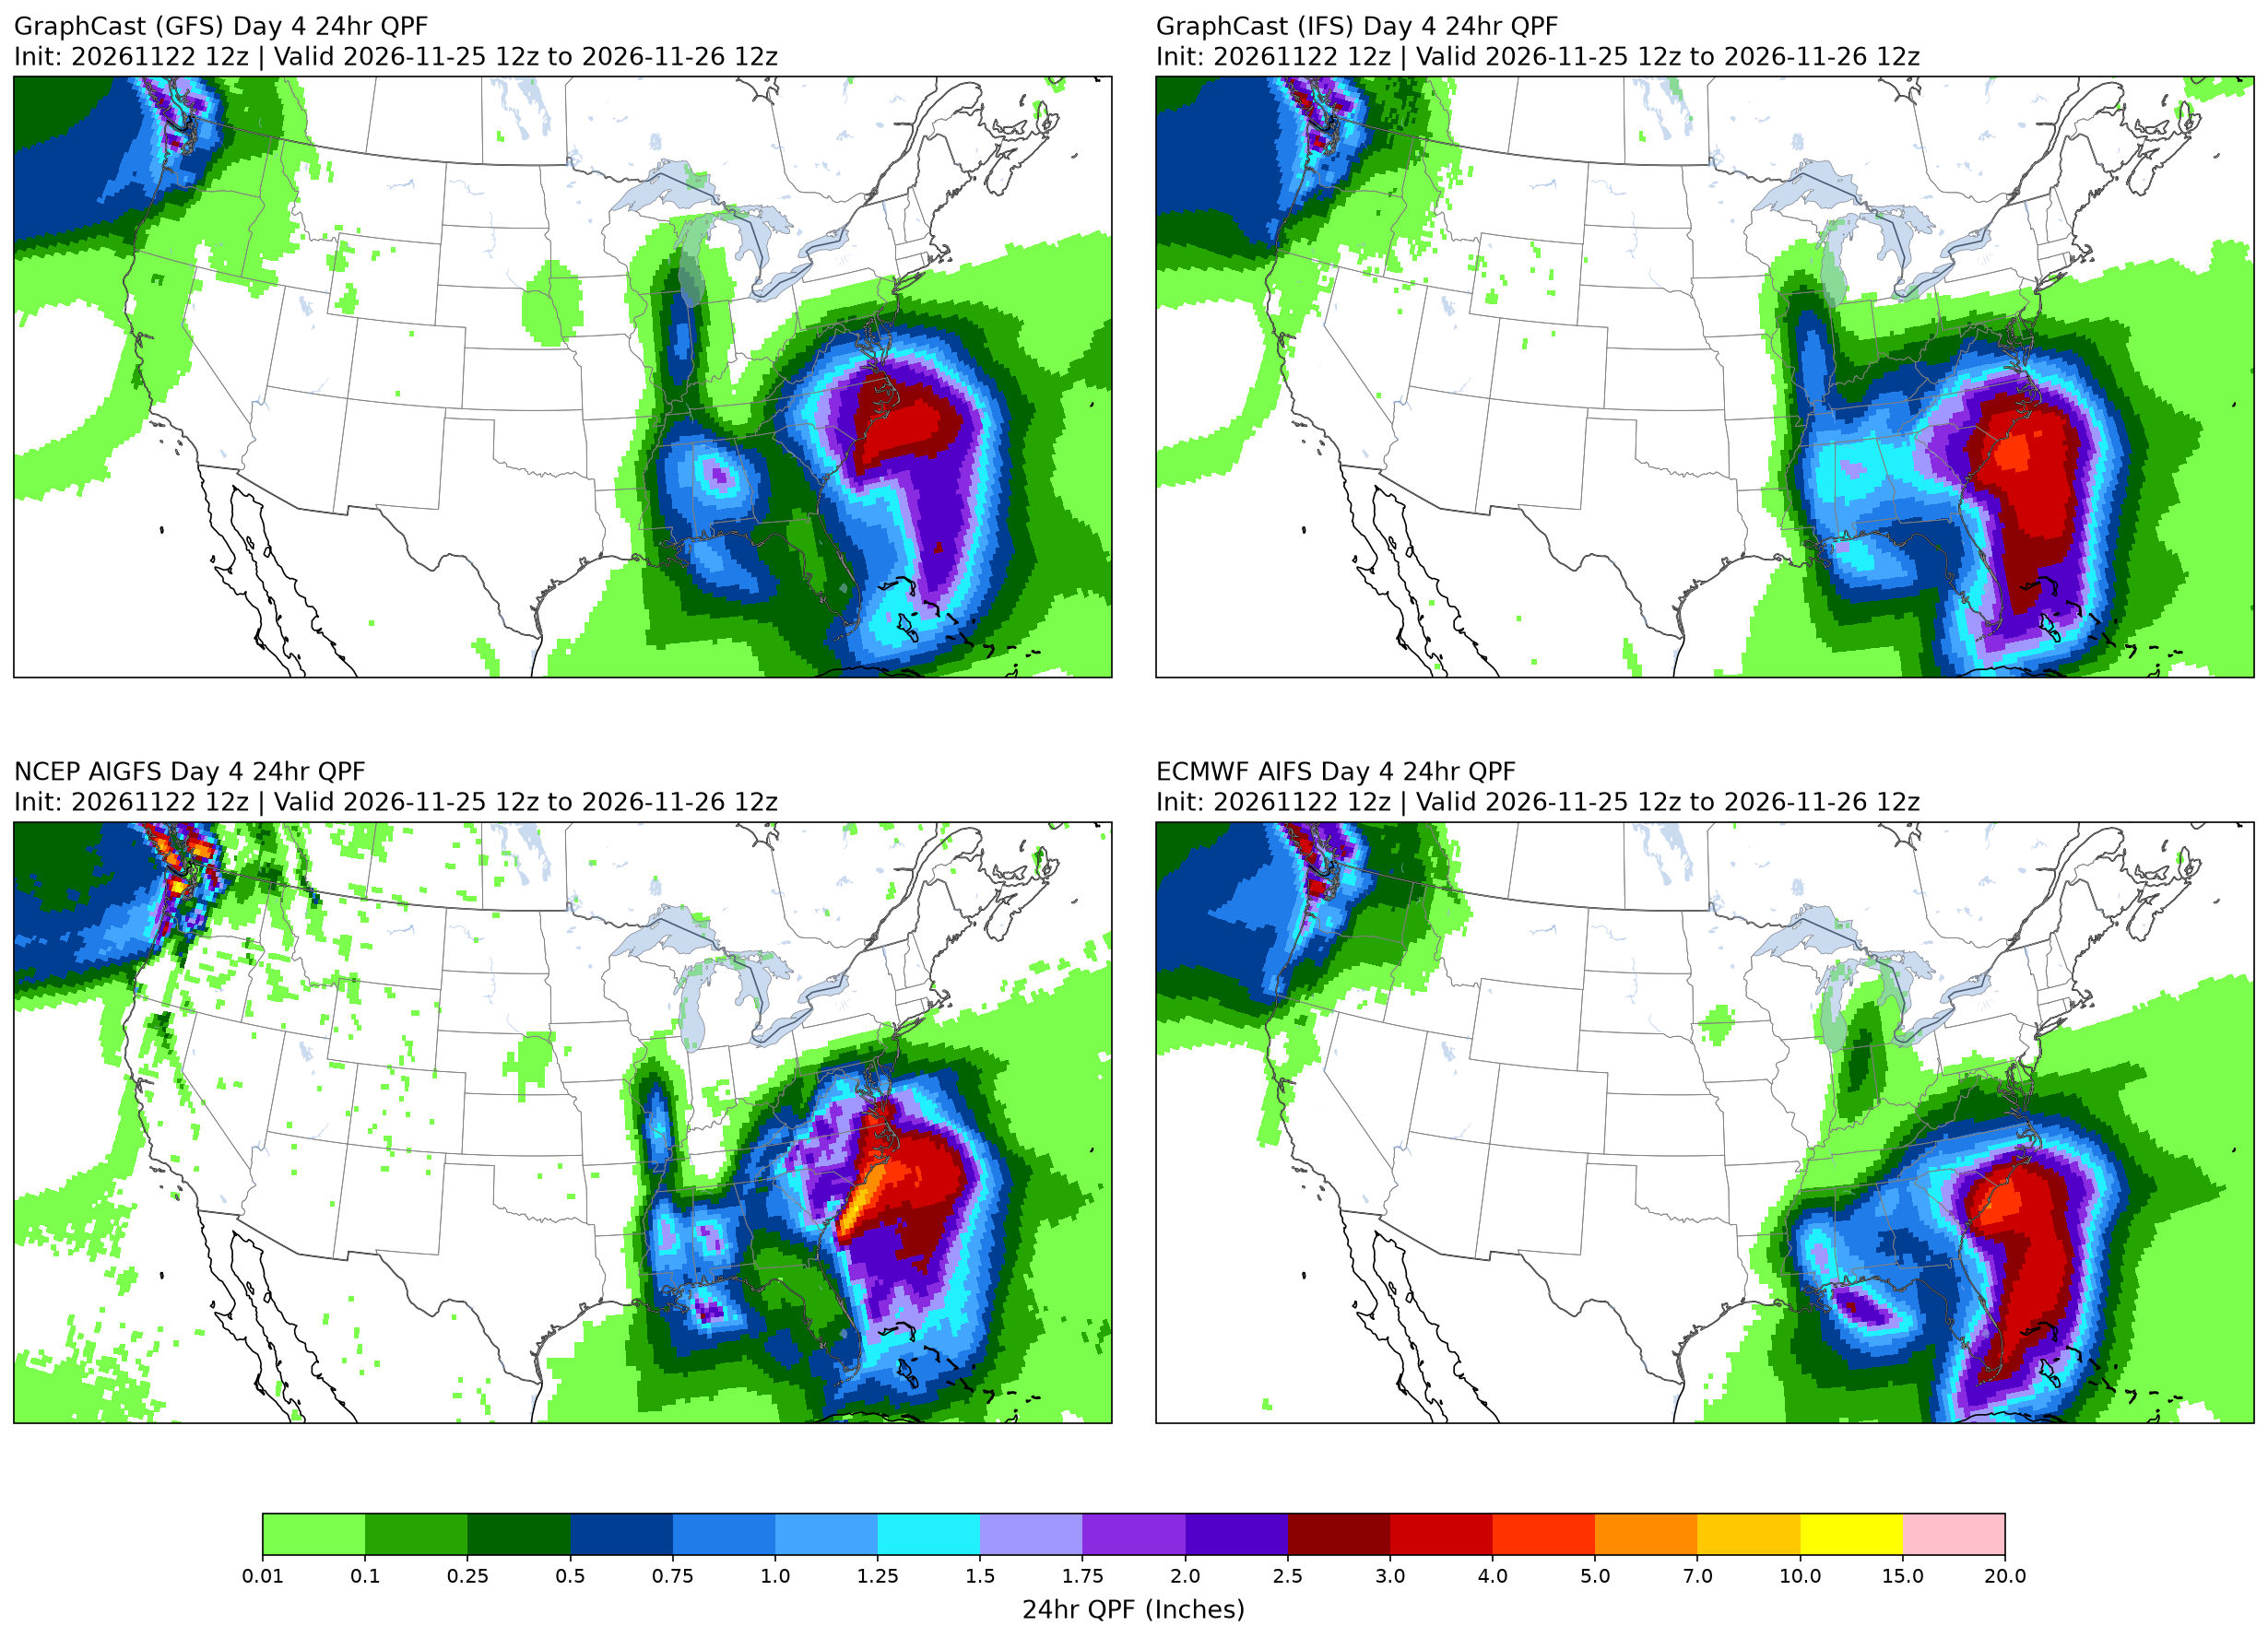 GraphCast (GFS) Day 4 24hr QPF
Init: 20261122 12z | Valid 2026-11-25 12z to 2026-11-26 12z
GraphCast (IFS) Day 4 24hr QPF
Init: 20261122 12z | Valid 2026-11-25 12z to 2026-11-26 12z
NCEP AIGFS Day 4 24hr QPF
Init: 20261122 12z | Valid 2026-11-25 12z to 2026-11-26 12z
ECMWF AIFS Day 4 24hr QPF
Init: 20261122 12z | Valid 2026-11-25 12z to 2026-11-26 12z
0.01 0.1 0.25 0.5 0.75 1.0 1.25 1.5 1.75 2.0 2.5 3.0 4.0 5.0 7.0 10.0 15.0 20.0
24hr QPF (Inches)